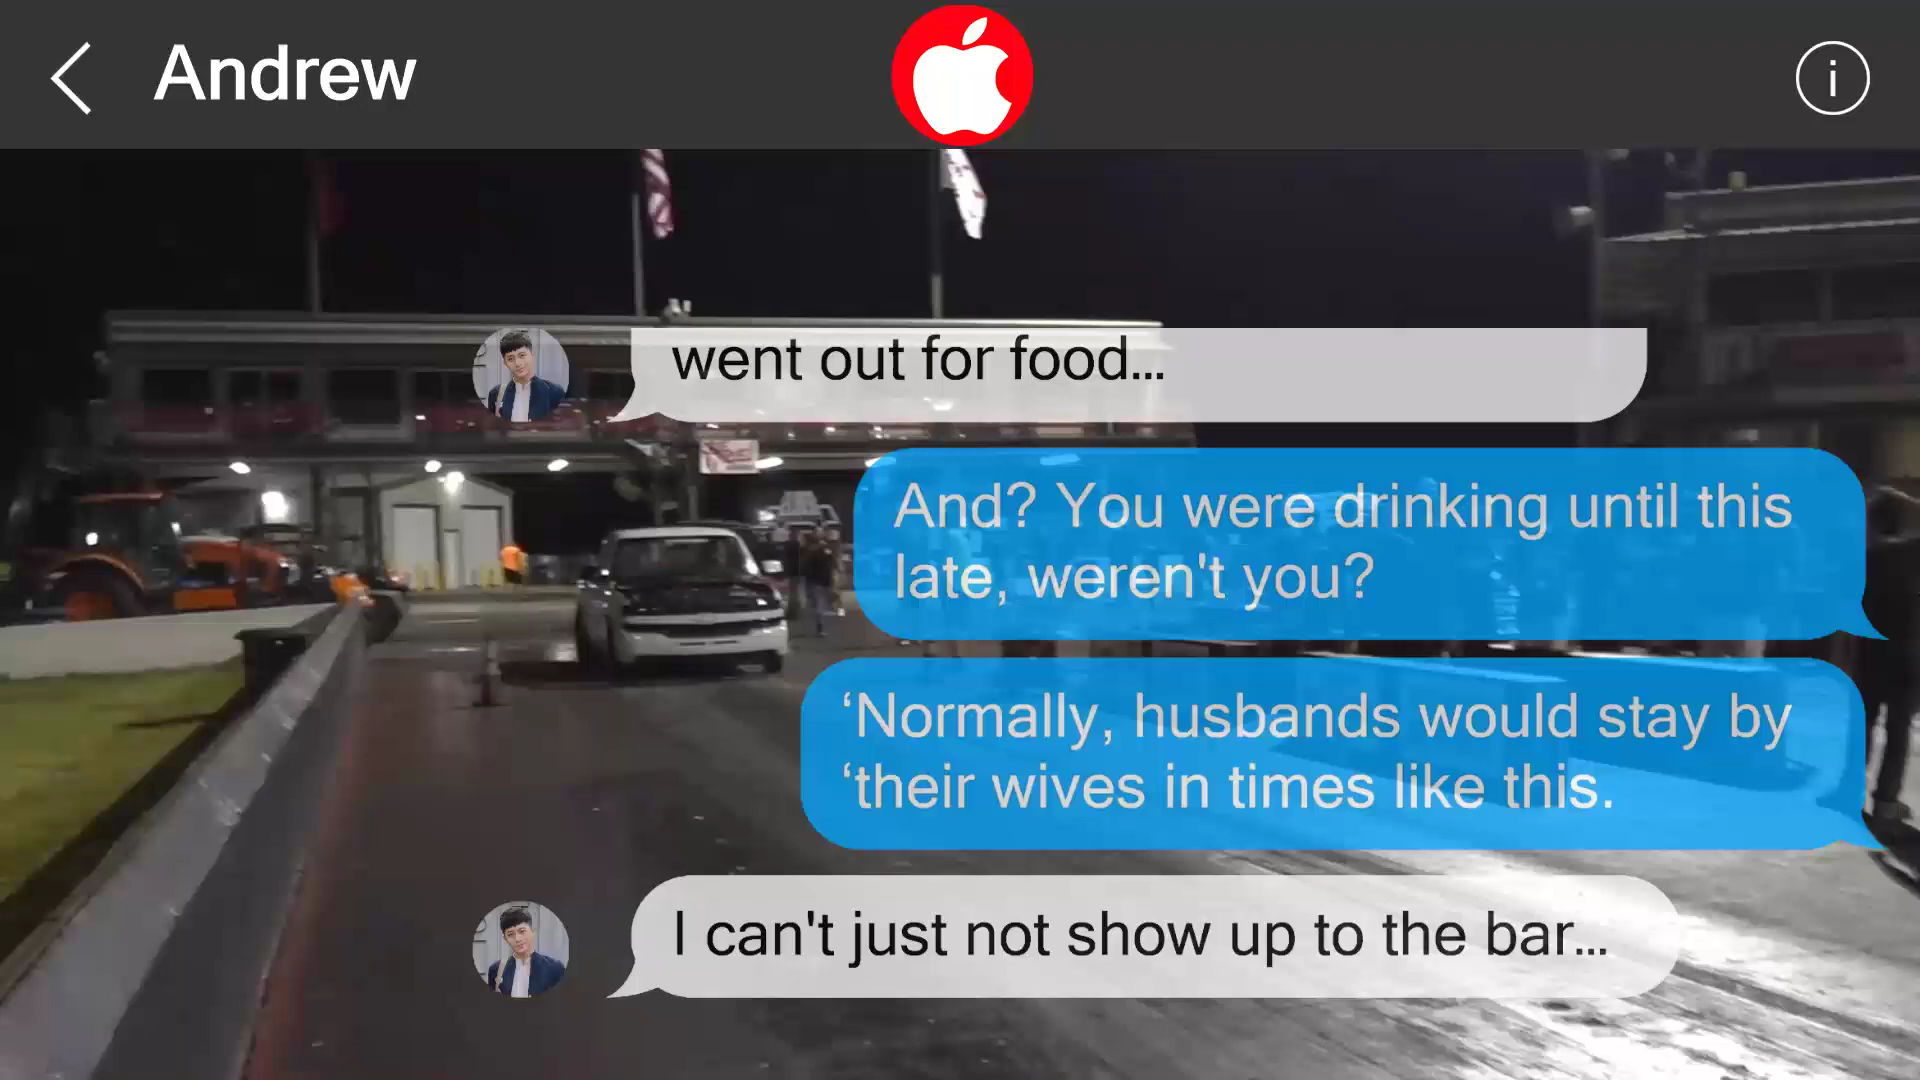 Andrew
went out for food...
And? You were drinking until this
late, weren't you?
‘Normally, husbands would stay by
‘their wives in times like this.
I can't just not show up to the bar...